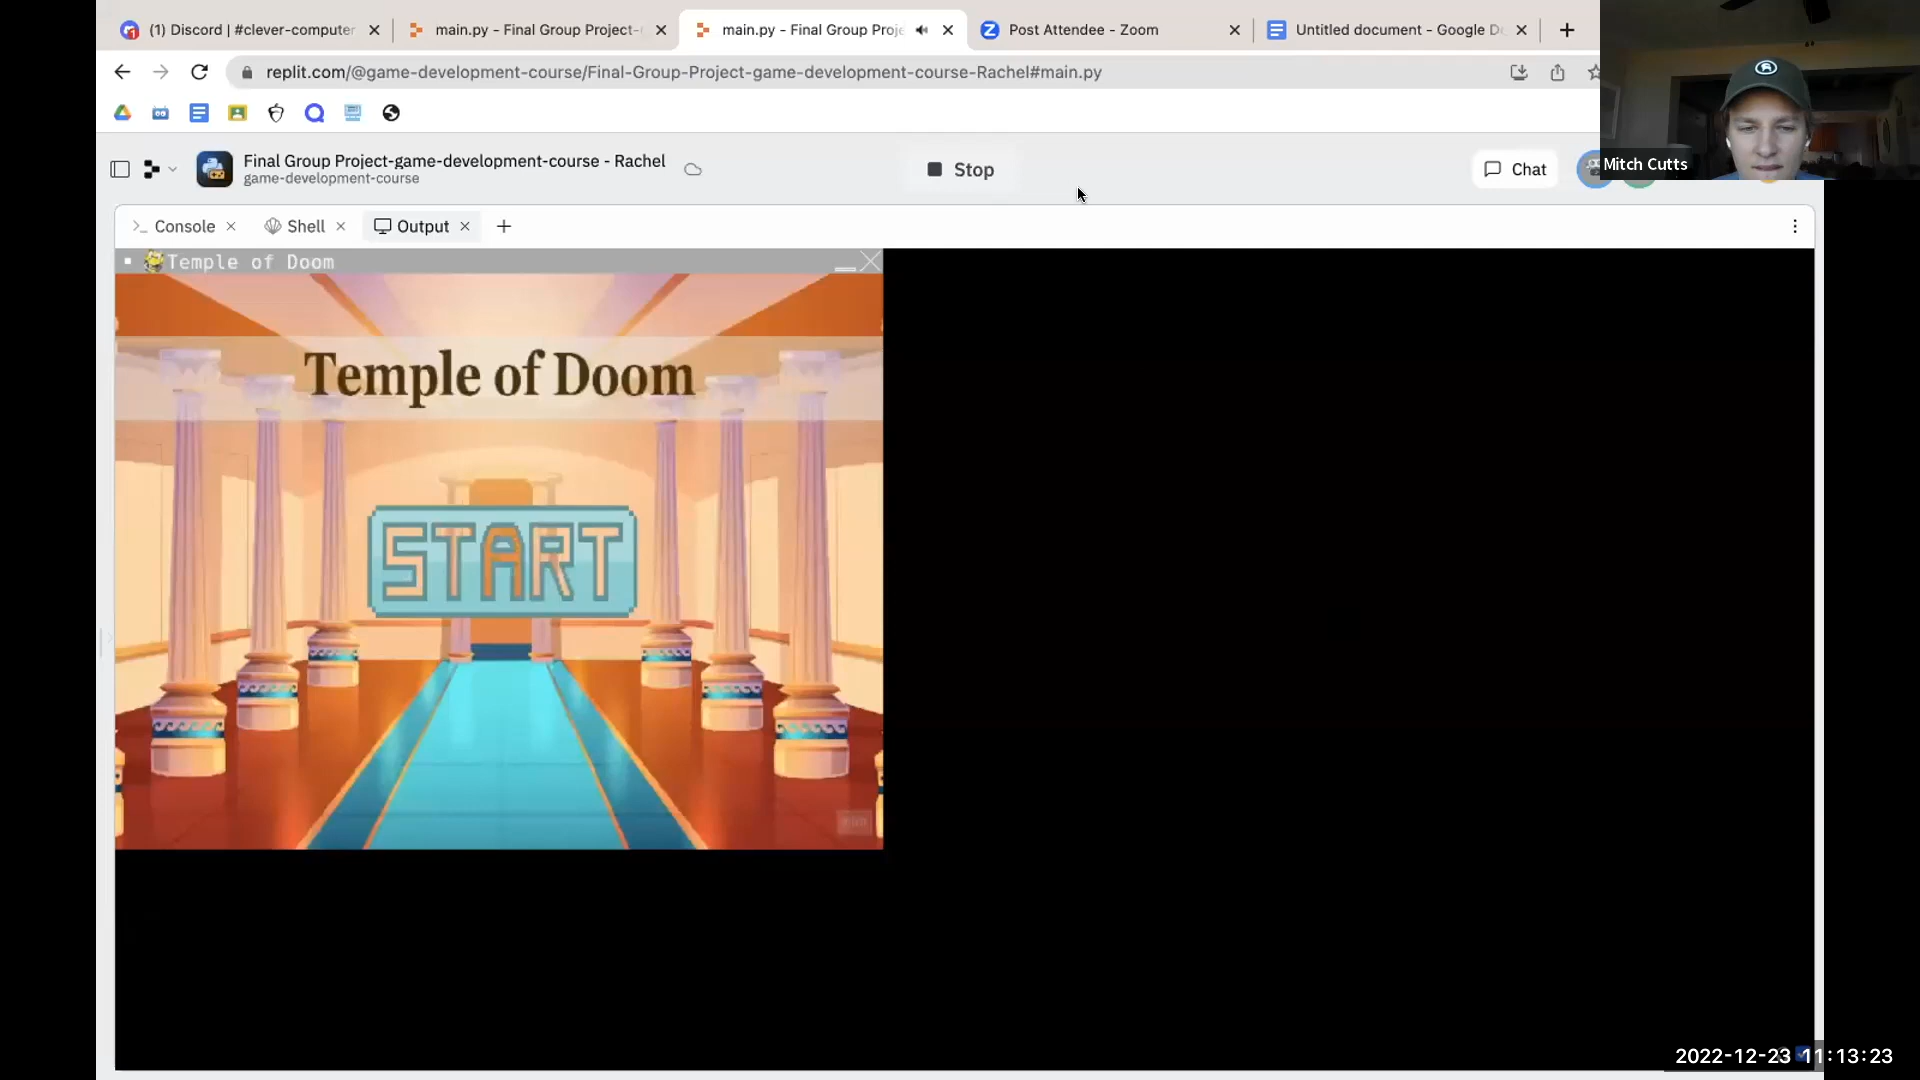 (1) Discord | #clever-computer
main.py - Final Group Project-
main.py - Final Group Proje
Post Attendee - Zoom
Untitled document - Google D
replit.com/@game-development-course/Final-Group-Project-game-development-course-Rachel#main.py
Final Group Project-game-development-course - Rachel
game-development-course
Stop
Chat
Mitch Cutts
Console
Shell
Output
Temple of Doom
Temple of Doom
START
2022-12-23 11:13:23